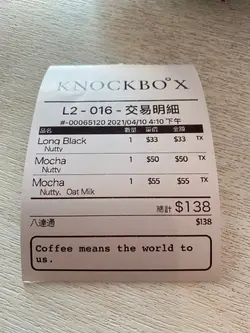 KNOCKBOX
L2 - 016 - 交易明細
#-00065120 2021/04/10 4:10 下午
品名 數量 單價 金額
Long Black 1 $33 $33 TX
Nutty
Mocha 1 $50 $50 TX
Nutty
Mocha 1 $55 $55 TX
Nutty, Oat Milk
總計 $138
八達通 $138
Coffee means the world to
us.